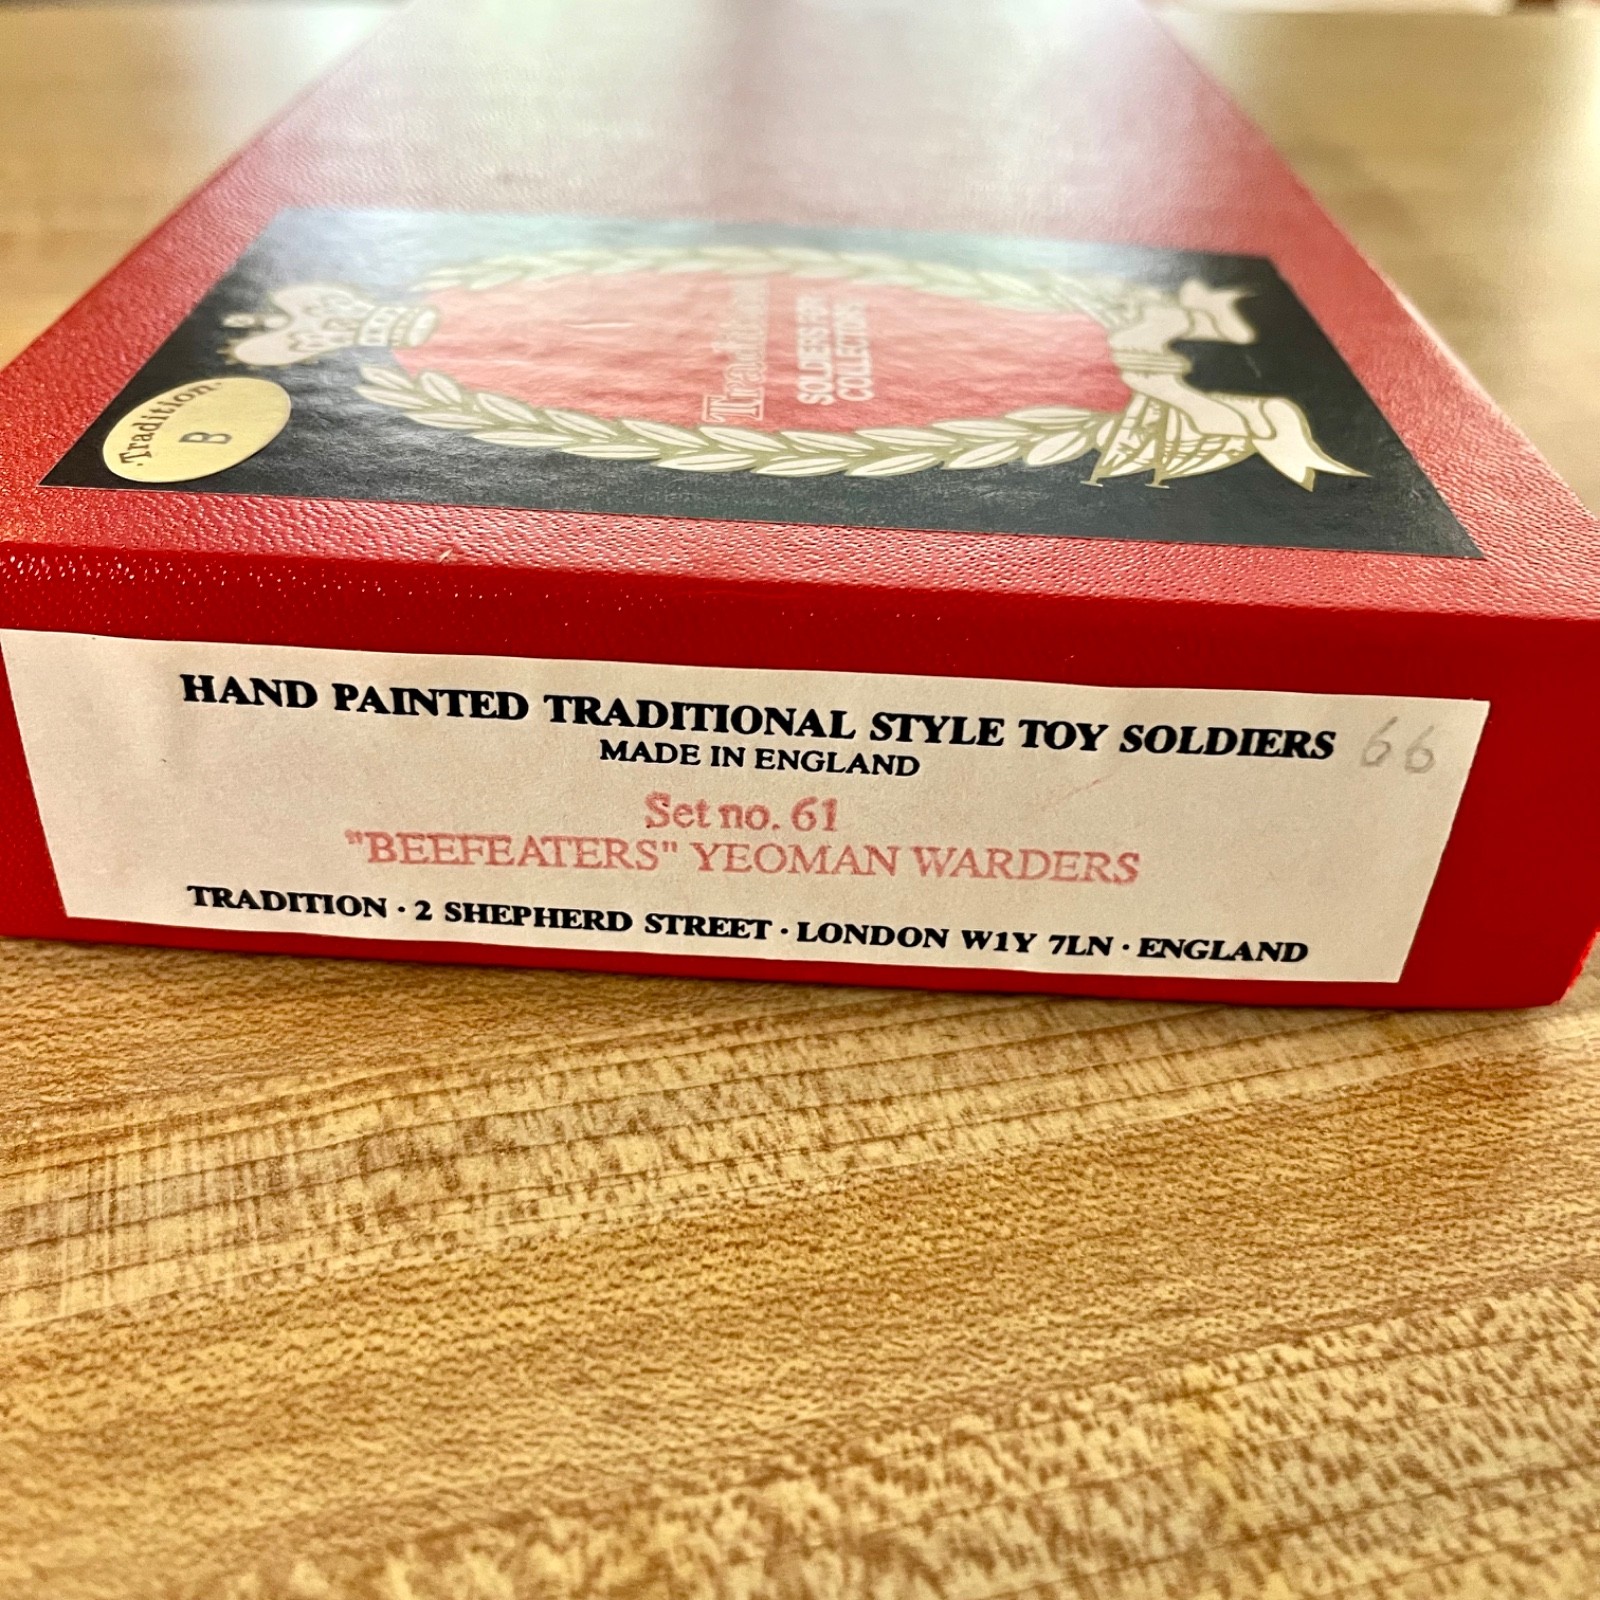 Traditional
SOLDIERS FOR
COLLECTORS
·Tradition·
B
HAND PAINTED TRADITIONAL STYLE TOY SOLDIERS 66
MADE IN ENGLAND
Set no. 61
"BEEFEATERS" YEOMAN WARDERS
TRADITION · 2 SHEPHERD STREET · LONDON W1Y 7LN · ENGLAND